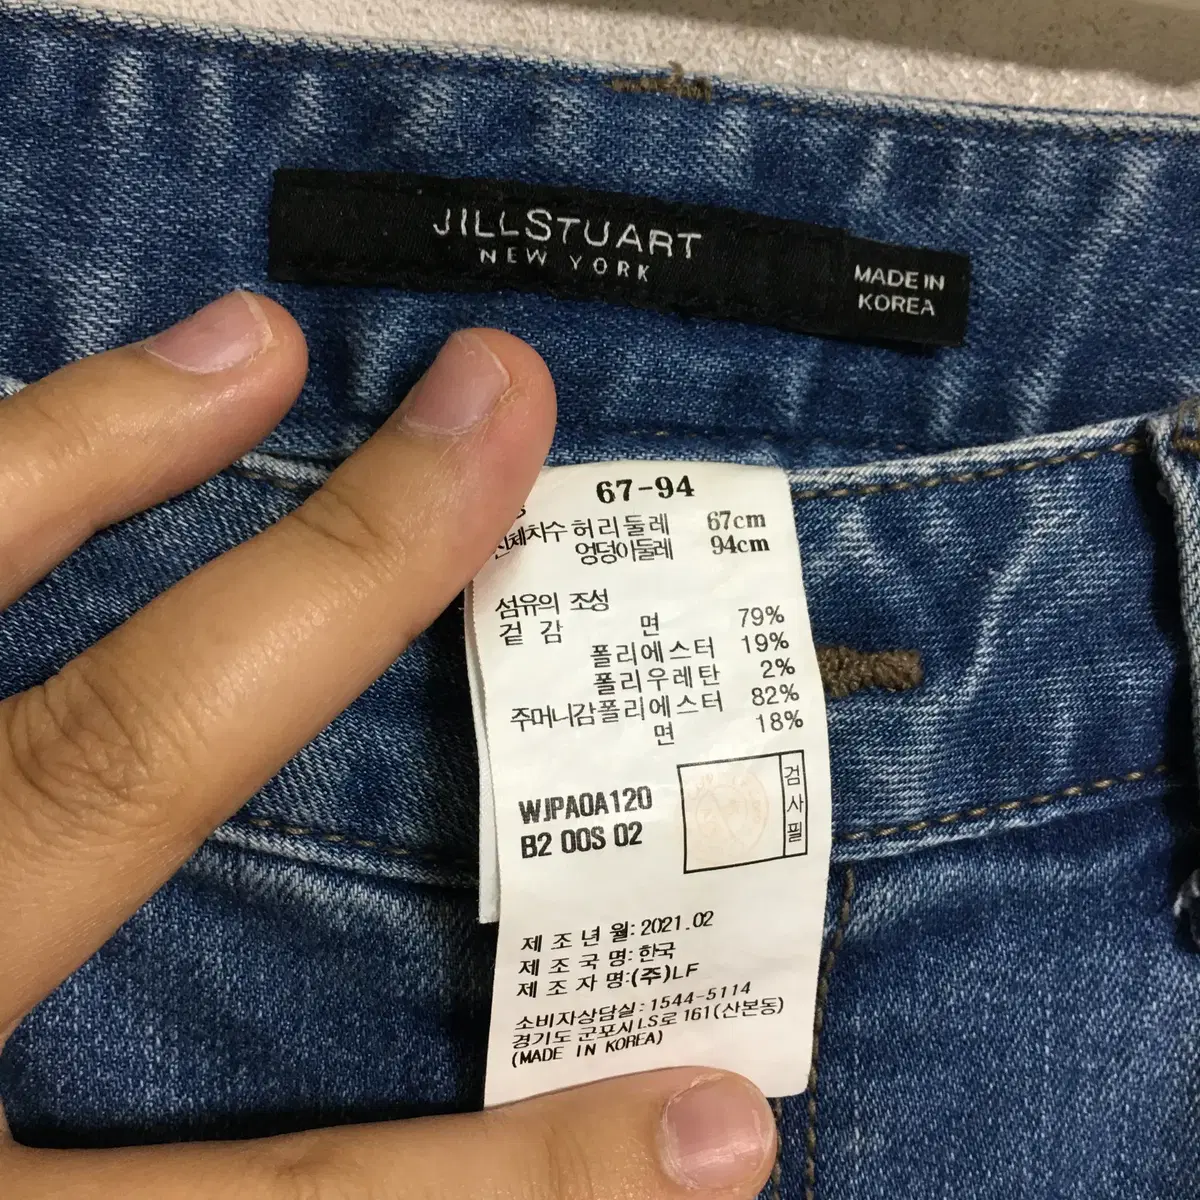 JILLSTUART
NEW YORK
MADE IN
KOREA
67-94
허리둘레 67cm
엉덩이둘레 94cm
섬유의 조성
겉 감 면 79%
폴리에스터 19%
폴리우레탄 2%
주머니감폴리에스터 82%
면 18%
WJPA0A120
B2 00S 02
검사필
제 조 년 월: 2021.02
제 조 국 명: 한국
제 조 자 명:(주)LF
소비자상담실: 1544-5114
경기도 군포시 LS로 161(산본동)
(MADE IN KOREA)